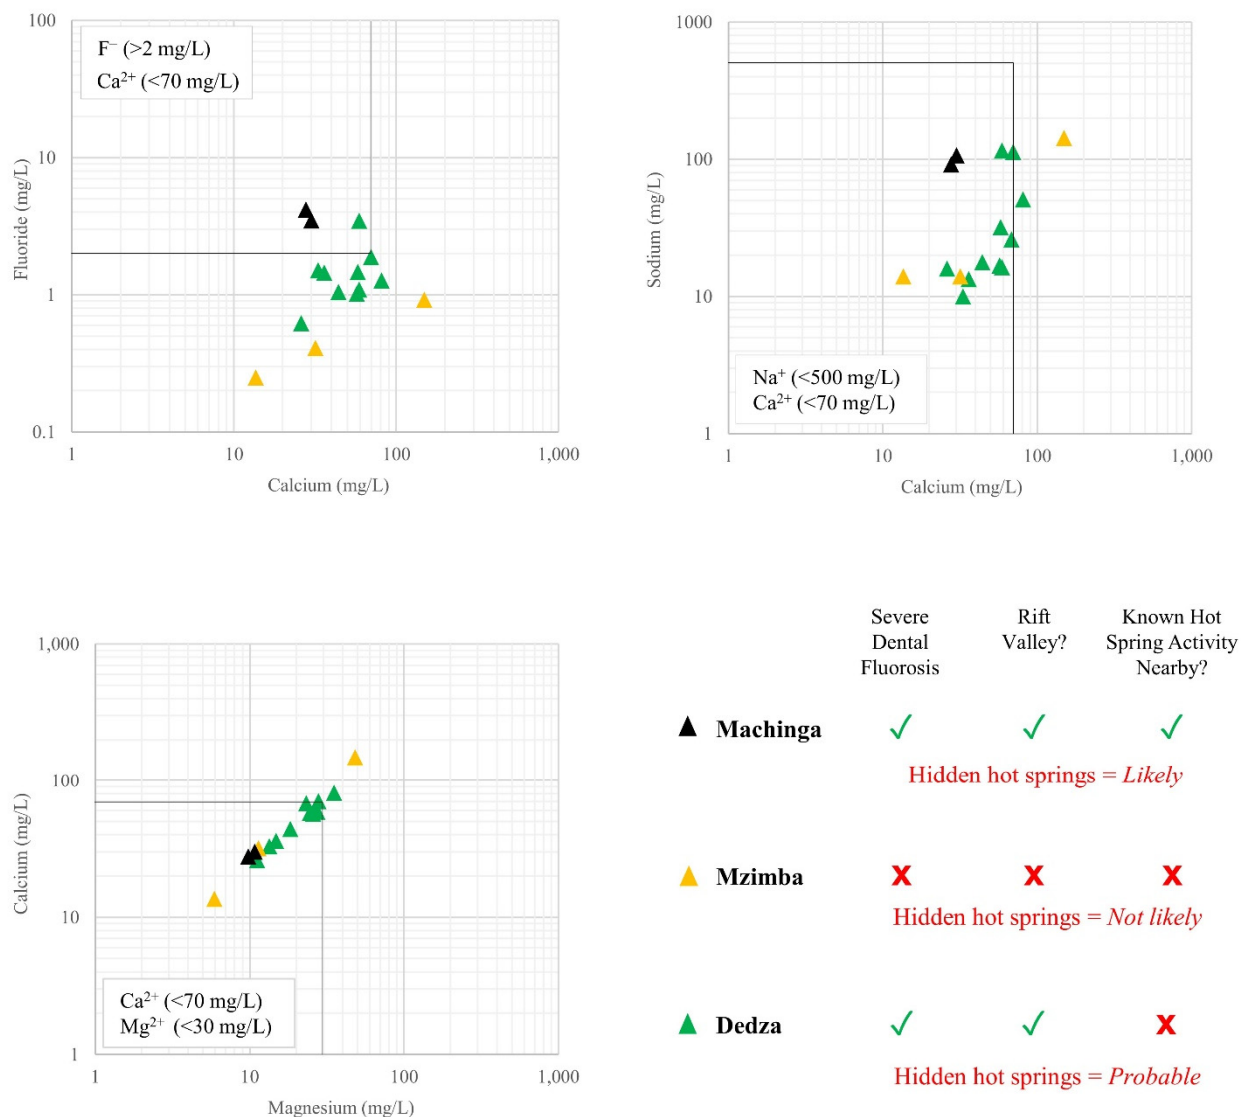 100
10
1
0.1
1
10
100
1,000
Fluoride (mg/L)
Calcium (mg/L)
F⁻ (>2 mg/L)
Ca²⁺ (<70 mg/L)
1000
100
10
1
1
10
100
1,000
Sodium (mg/L)
Calcium (mg/L)
Na⁺ (<500 mg/L)
Ca²⁺ (<70 mg/L)
1,000
100
10
1
1
10
100
1,000
Calcium (mg/L)
Magnesium (mg/L)
Ca²⁺ (<70 mg/L)
Mg²⁺ (<30 mg/L)
Severe
Dental
Fluorosis
Rift
Valley?
Known Hot
Spring Activity
Nearby?
Machinga
Hidden hot springs = Likely
Mzimba
Hidden hot springs = Not likely
Dedza
Hidden hot springs = Probable